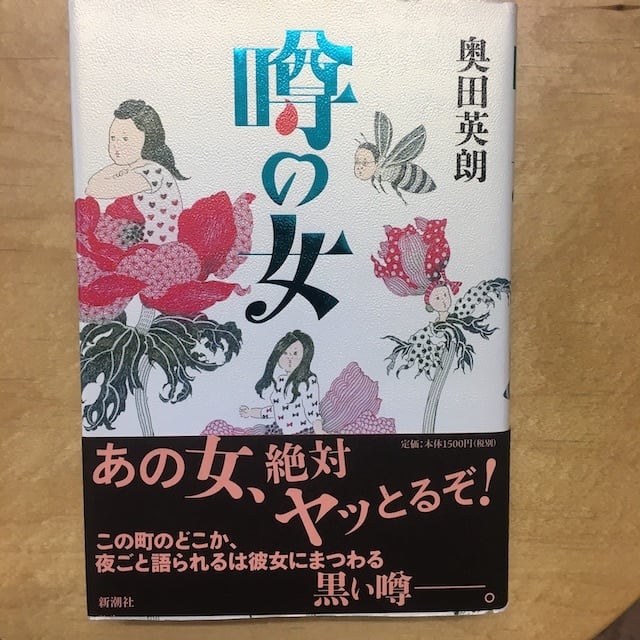 噂の女
奥田英朗
定価：本体1500円（税別）
あの女、絶対
ヤッとるぞ！
この町のどこか、
夜ごと語られるは彼女にまつわる
黒い噂――。
新潮社